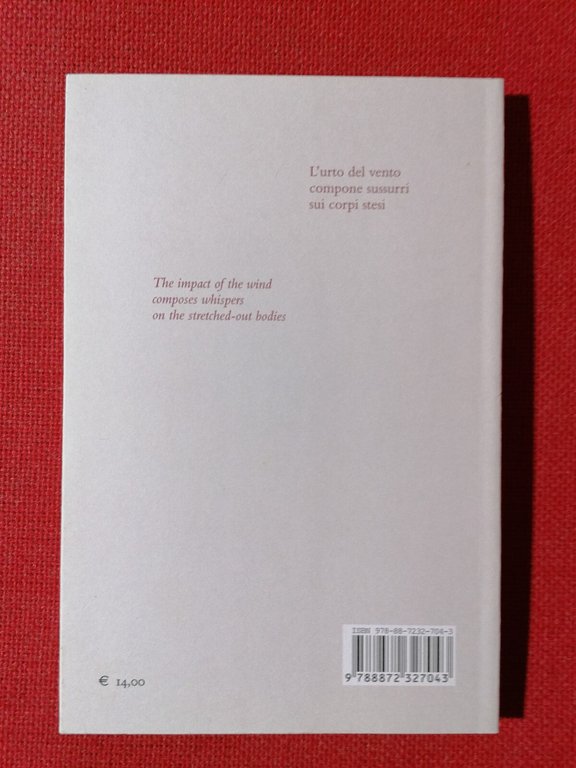 L'urto del vento
compone sussurri
sui corpi stesi
The impact of the wind
composes whispers
on the stretched-out bodies
ISBN 978-88-7232-704-3
9 788872 327043
€ 14,00